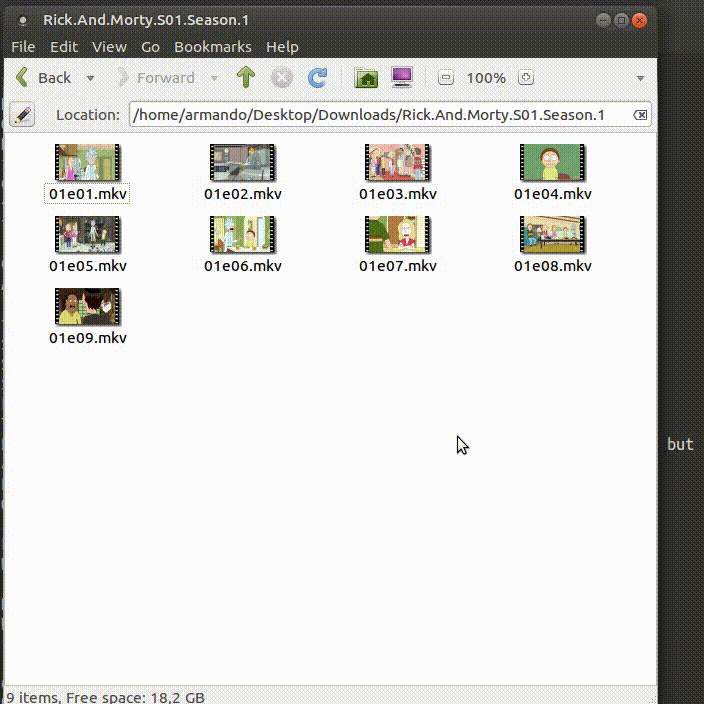 Rick.And.Morty.S01.Season.1
File Edit View Go Bookmarks Help
Back Forward 100%
Location: /home/armando/Desktop/Downloads/Rick.And.Morty.S01.Season.1
01e01.mkv 01e02.mkv 01e03.mkv 01e04.mkv
01e05.mkv 01e06.mkv 01e07.mkv 01e08.mkv
01e09.mkv
but
9 items, Free space: 18,2 GB